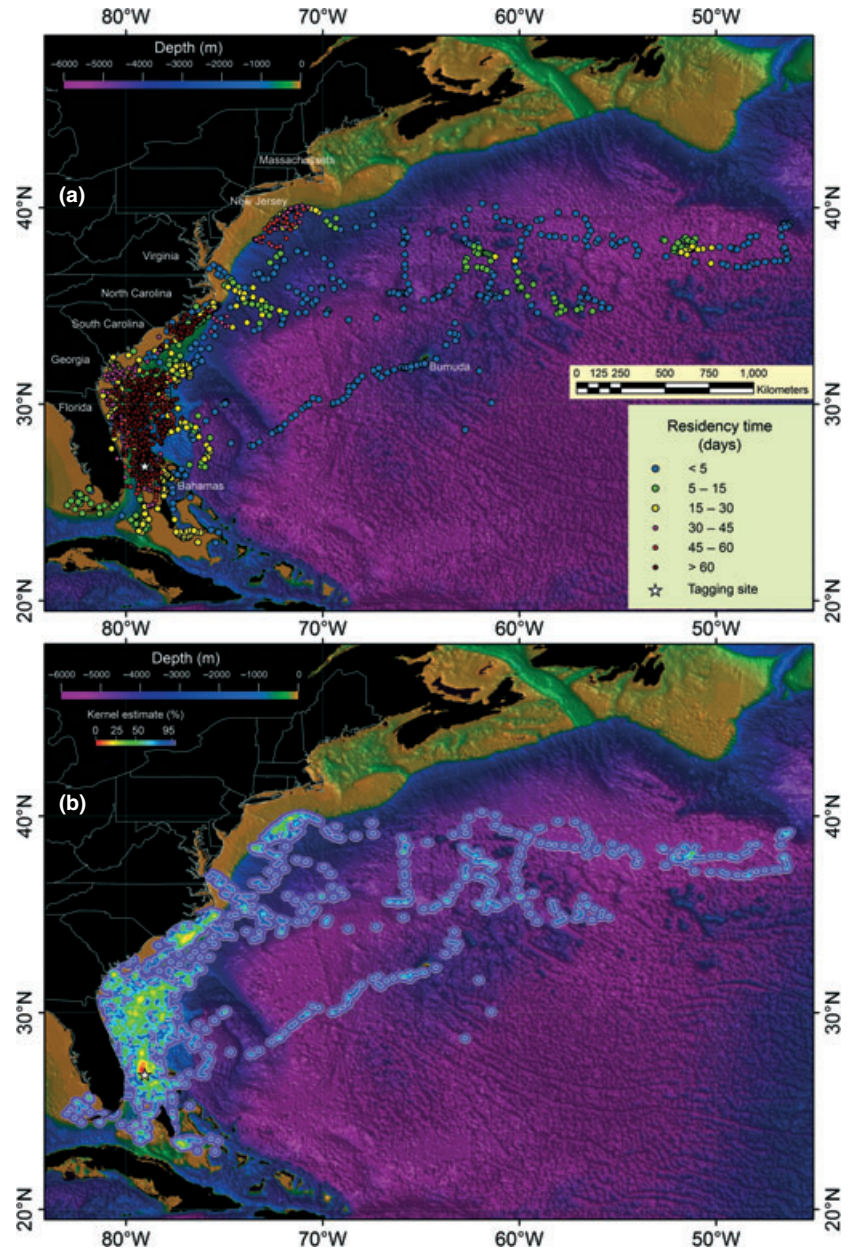 80°W 70°W 60°W 50°W
Depth (m)
−6000 −5000 −4000 −3000 −2000 −1000 0
Massachusetts
(a)
New Jersey
40°N 40°N
Virginia
North Carolina
South Carolina
Georgia
Bumuda
0 125 250 500 750 1,000
Kilometers
30°N 30°N
Florida
Residency time
(days)
< 5
5 – 15
15 – 30
30 – 45
45 – 60
> 60
Tagging site
Bahamas
20°N 20°N
80°W 70°W 60°W 50°W
Depth (m)
−6000 −5000 −4000 −3000 −2000 −1000 0
Kernel estimate (%)
0 25 50 95
(b)
40°N 40°N
30°N 30°N
20°N 20°N
80°W 70°W 60°W 50°W